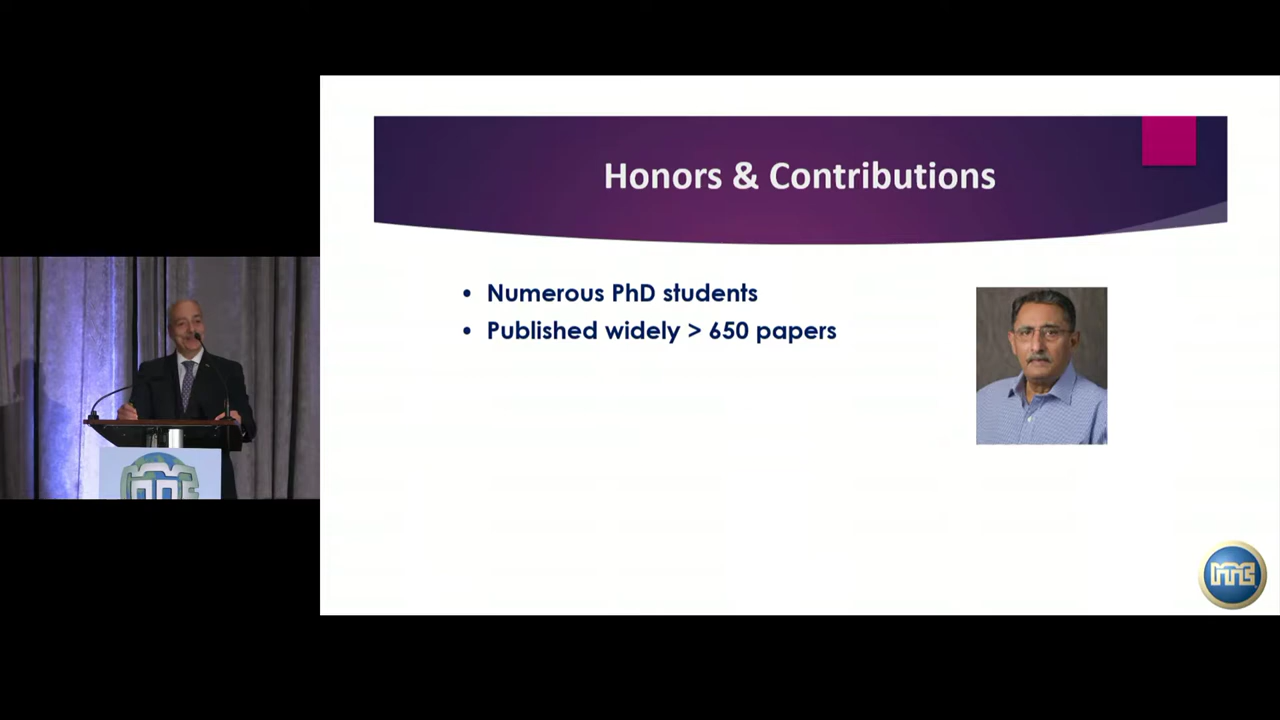 Honors & Contributions
• Numerous PhD students
• Published widely > 650 papers